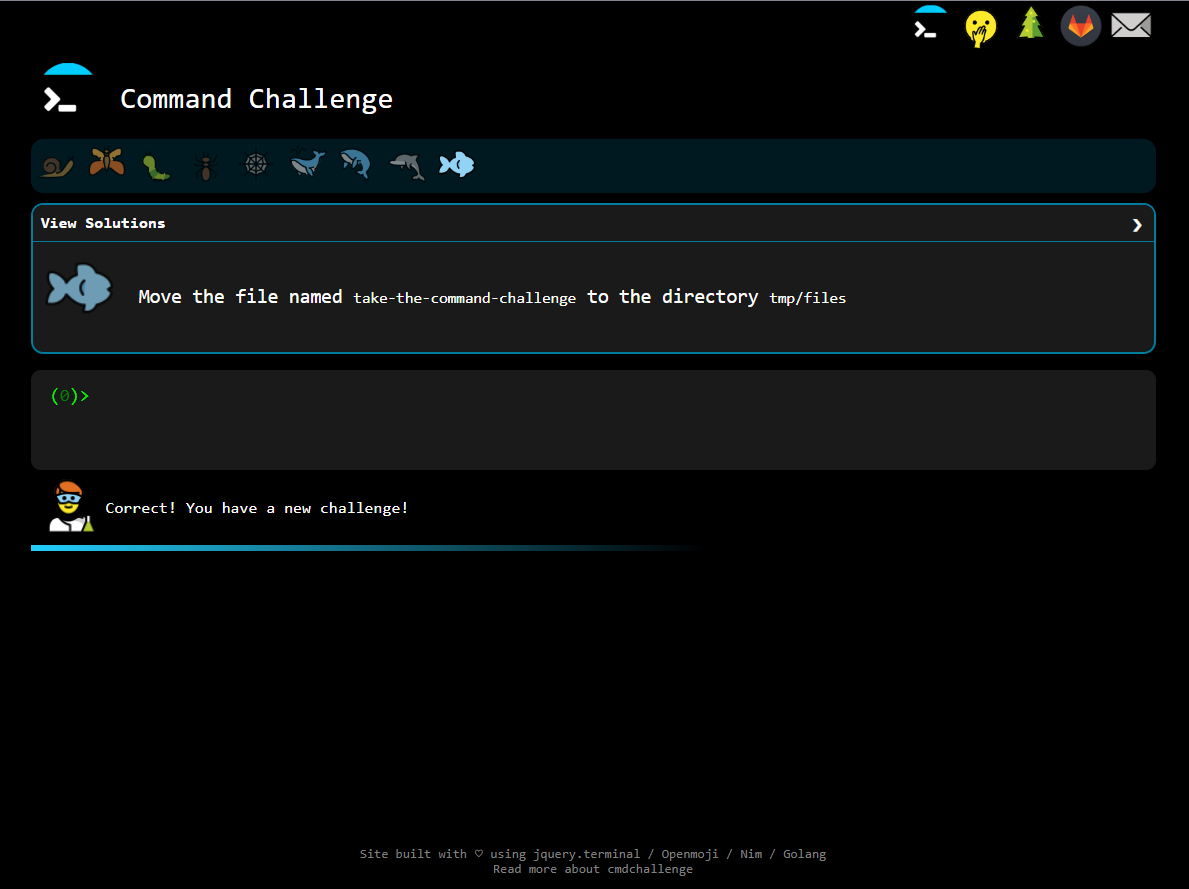 Command Challenge
View Solutions
Move the file named take-the-command-challenge to the directory tmp/files
(0)>
Correct! You have a new challenge!
Site built with ♡ using jquery.terminal / Openmoji / Nim / Golang
Read more about cmdchallenge